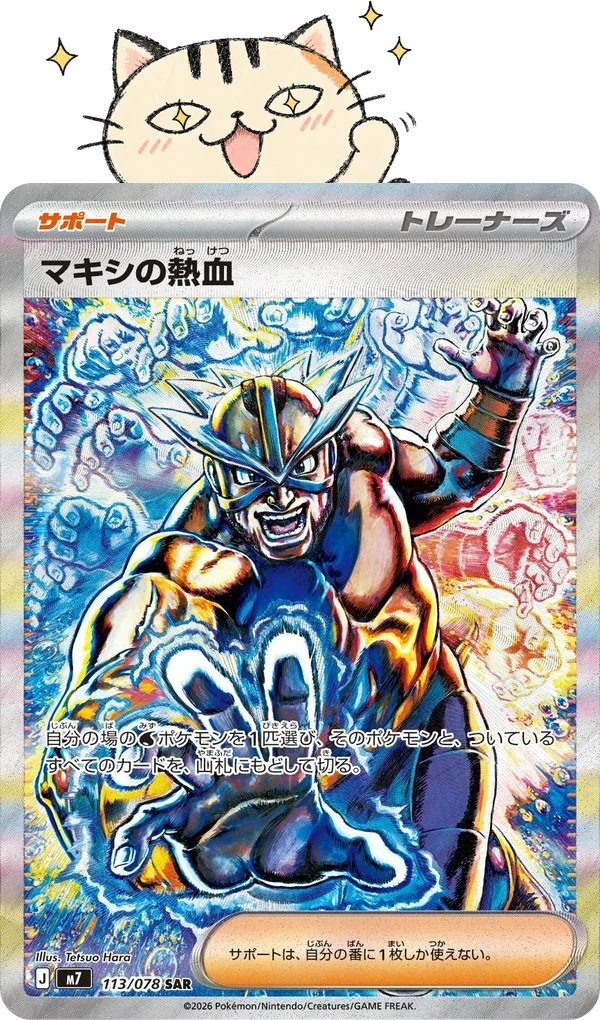 サポート トレーナーズ
マキシの熱血
ねっ けつ
じぶん ば みず びきえら
自分の場の ポケモンを1匹選び、そのポケモンと、ついている
やまふだ き
すべてのカードを、山札にもどして切る。
じぶん ばん まい つか
サポートは、自分の番に1枚しか使えない。
Illus. Tetsuo Hara
J M7 113/078 SAR
©2026 Pokémon/Nintendo/Creatures/GAME FREAK.